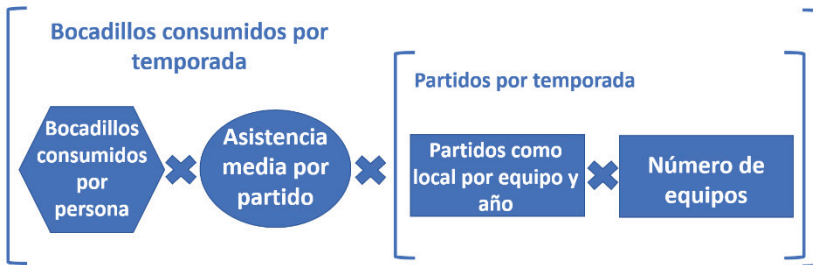 Bocadillos consumidos por
temporada
Partidos por temporada
Bocadillos
consumidos
por
persona
Asistencia
media por
partido
Partidos como
local por equipo y
año
Número de
equipos